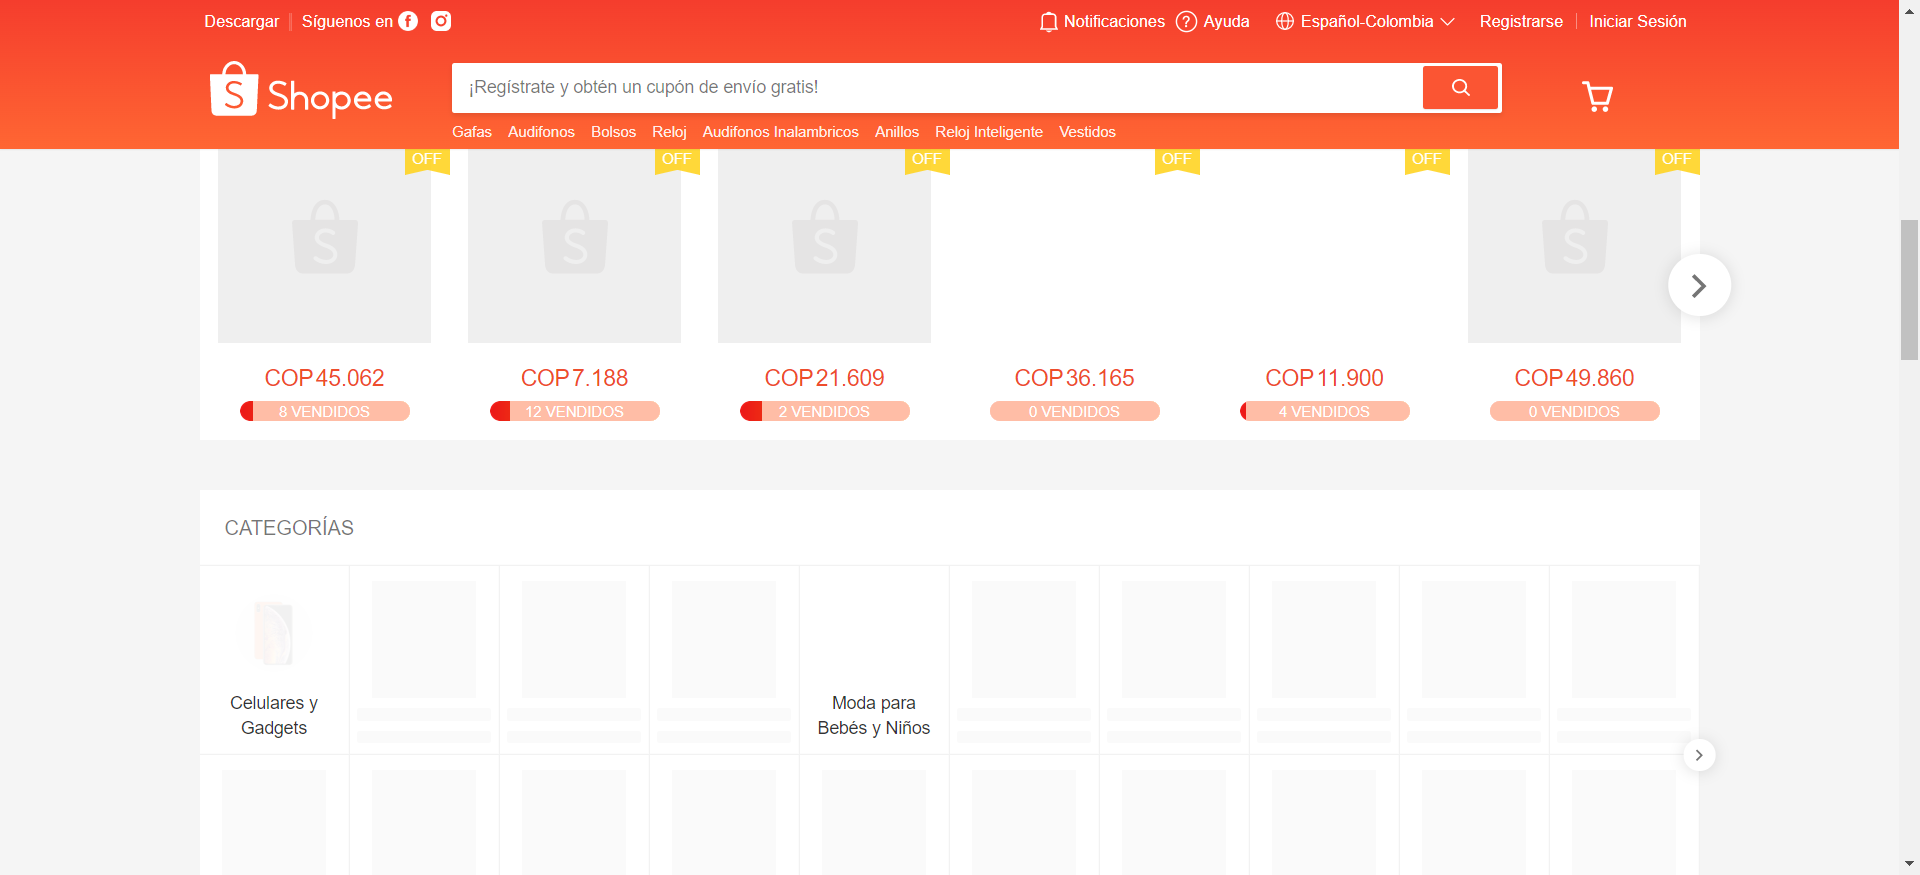 Descargar Síguenos en
Notificaciones Ayuda Español-Colombia Registrarse Iniciar Sesión
Shopee
¡Regístrate y obtén un cupón de envío gratis!
Gafas Audifonos Bolsos Reloj Audifonos Inalambricos Anillos Reloj Inteligente Vestidos
OFF OFF OFF OFF OFF OFF
COP45.062 COP7.188 COP21.609 COP36.165 COP11.900 COP49.860
8 VENDIDOS 12 VENDIDOS 2 VENDIDOS 0 VENDIDOS 4 VENDIDOS 0 VENDIDOS
CATEGORÍAS
Celulares y
Gadgets
Moda para
Bebés y Niños